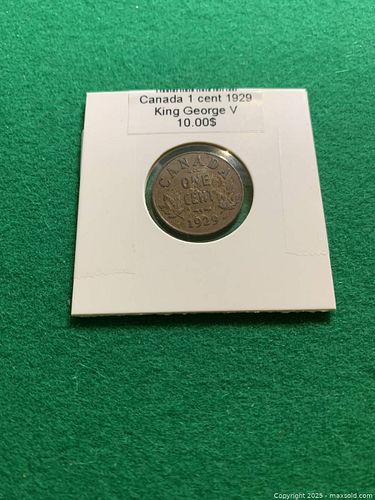 Canada 1 cent 1929
King George V
10.00$
CANADA
ONE
CENT
1929
Copyright 2025 - maxsold.com